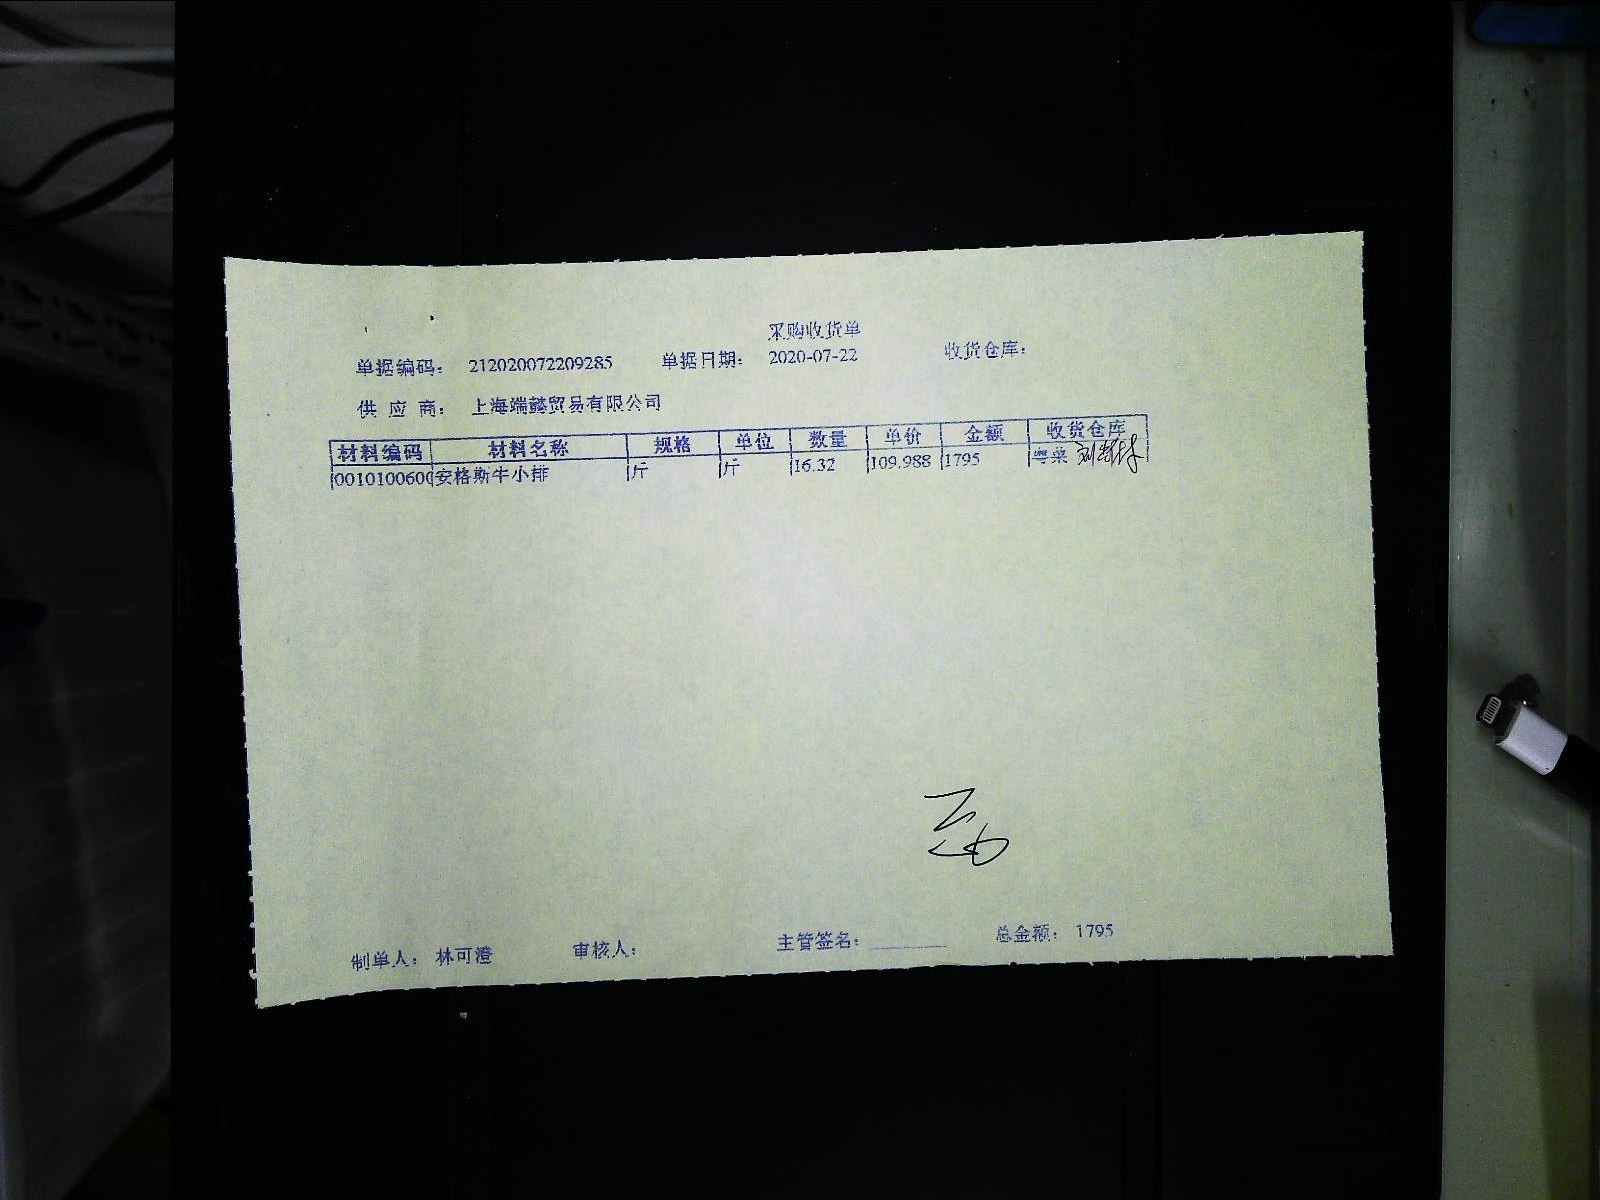 采购收货单
单据编码： 212020072209285 单据日期： 2020-07-22 收货仓库：
供 应 商： 上海端懿贸易有限公司
材料编码 材料名称 规格 单位 数量 单价 金额 收货仓库
0010100600 安格斯牛小排 斤 斤 16.32 109.988 1795 粤菜
制单人： 林可澄 审核人： 主管签名： 总金额： 1795